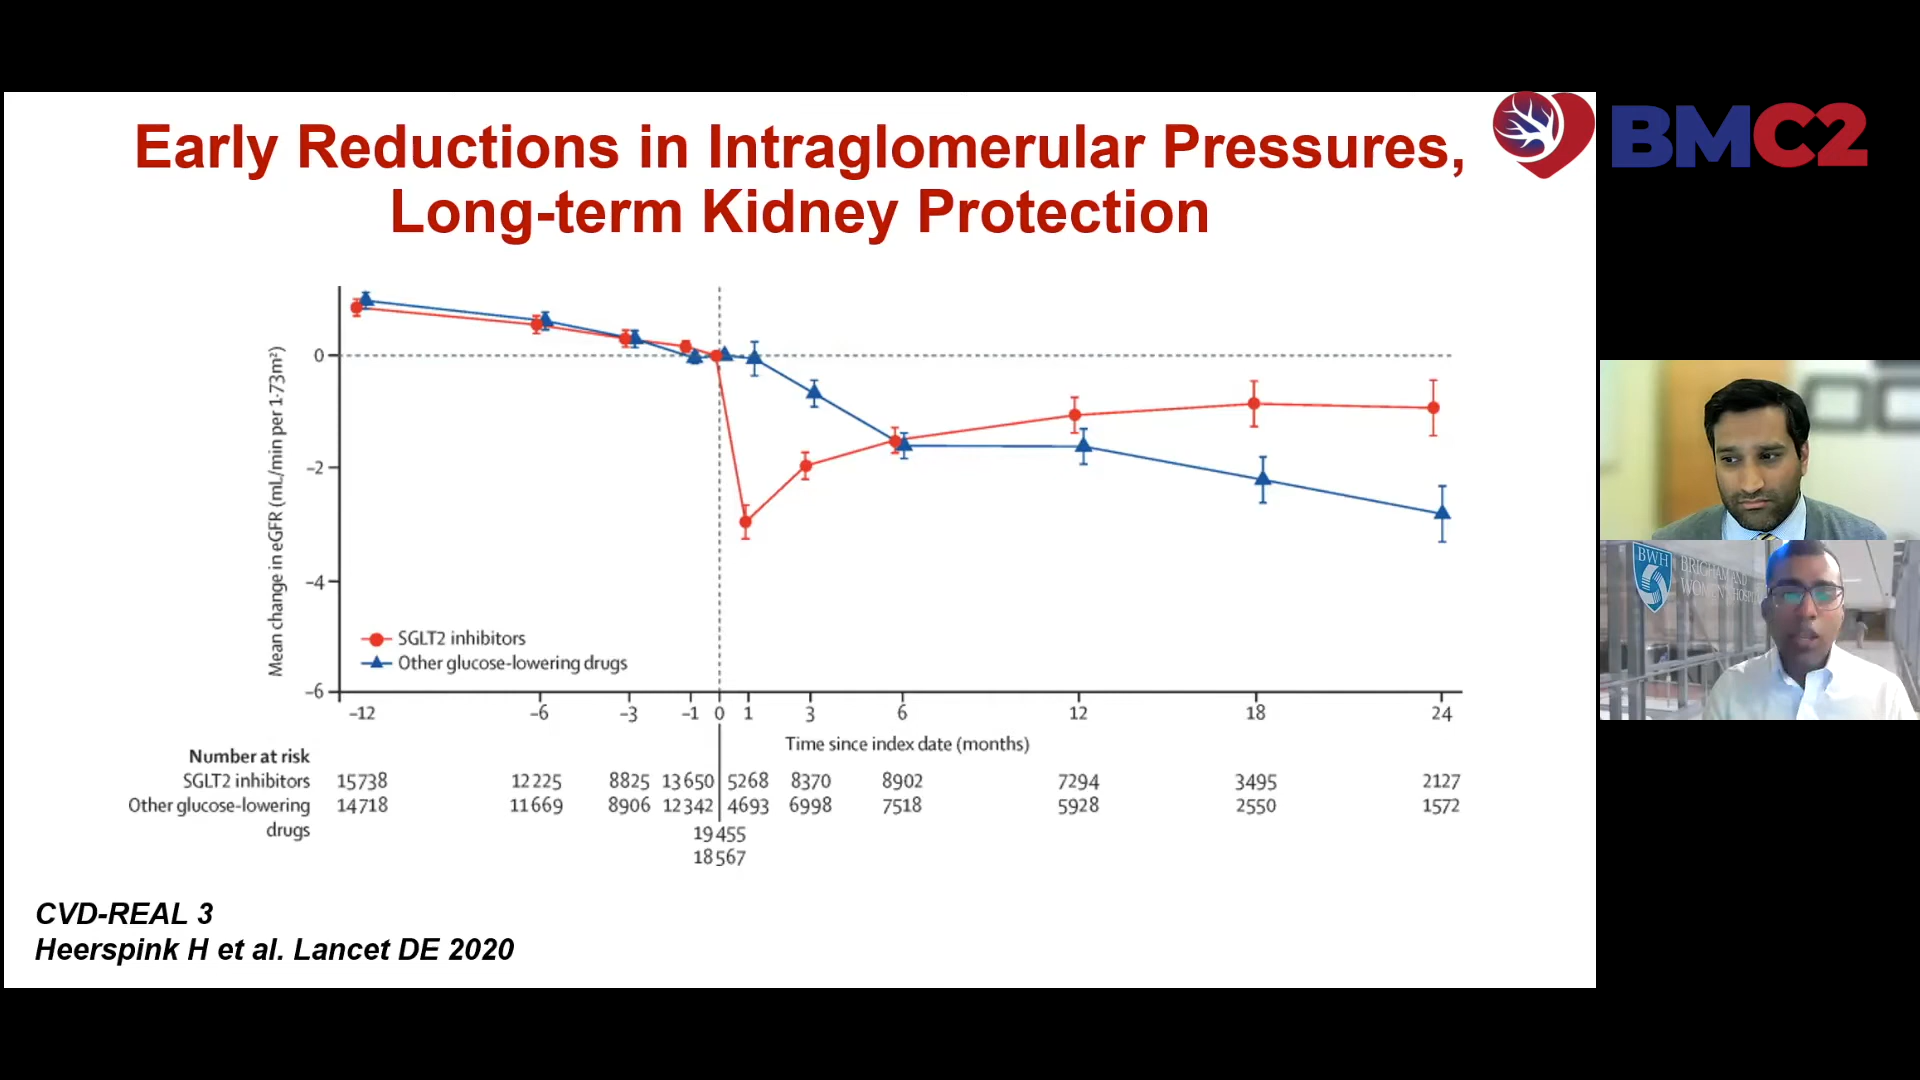 Early Reductions in Intraglomerular Pressures,
Long-term Kidney Protection
BMC2
Mean change in eGFR (mL/min per 1·73m²)
0
–2
–4
–6
SGLT2 inhibitors
Other glucose-lowering drugs
–12 –6 –3 –1 0 1 3 6 12 18 24
Time since index date (months)
Number at risk
SGLT2 inhibitors 15738 12225 8825 13650 5268 8370 8902 7294 3495 2127
Other glucose-lowering 14718 11669 8906 12342 4693 6998 7518 5928 2550 1572
drugs
19455
18567
CVD-REAL 3
Heerspink H et al. Lancet DE 2020
BWH
BRIGHAM AND
WOMEN'S